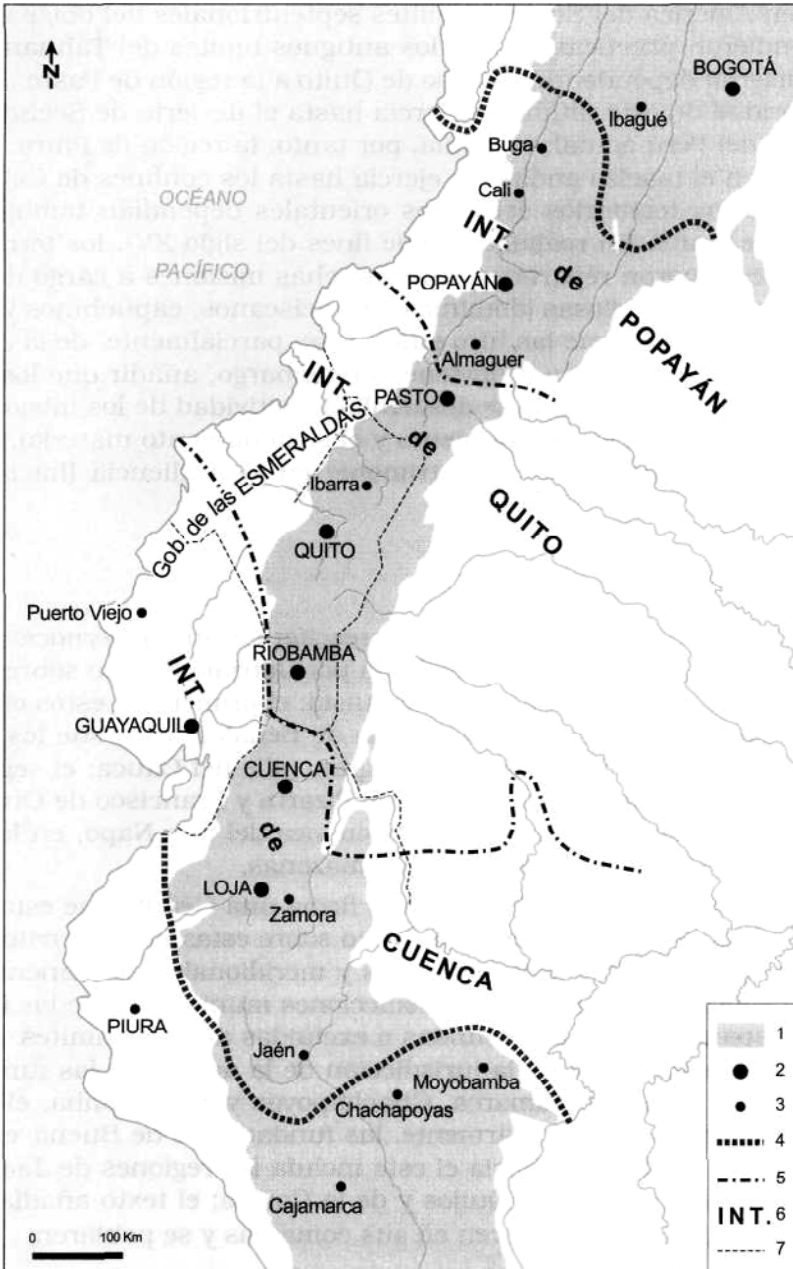 N
BOGOTÁ
Ibagué
Buga
Cali
OCÉANO
PACÍFICO
INT. de POPAYÁN
POPAYÁN
Almaguer
PASTO
INT. de QUITO
Gob. de las ESMERALDAS
Ibarra
QUITO
Puerto Viejo
RIOBAMBA
INT. de CUENCA
GUAYAQUIL
CUENCA
LOJA
Zamora
PIURA
Jaén
Moyobamba
Chachapoyas
Cajamarca
0 100 Km
1
2
3
4
5
INT. 6
7